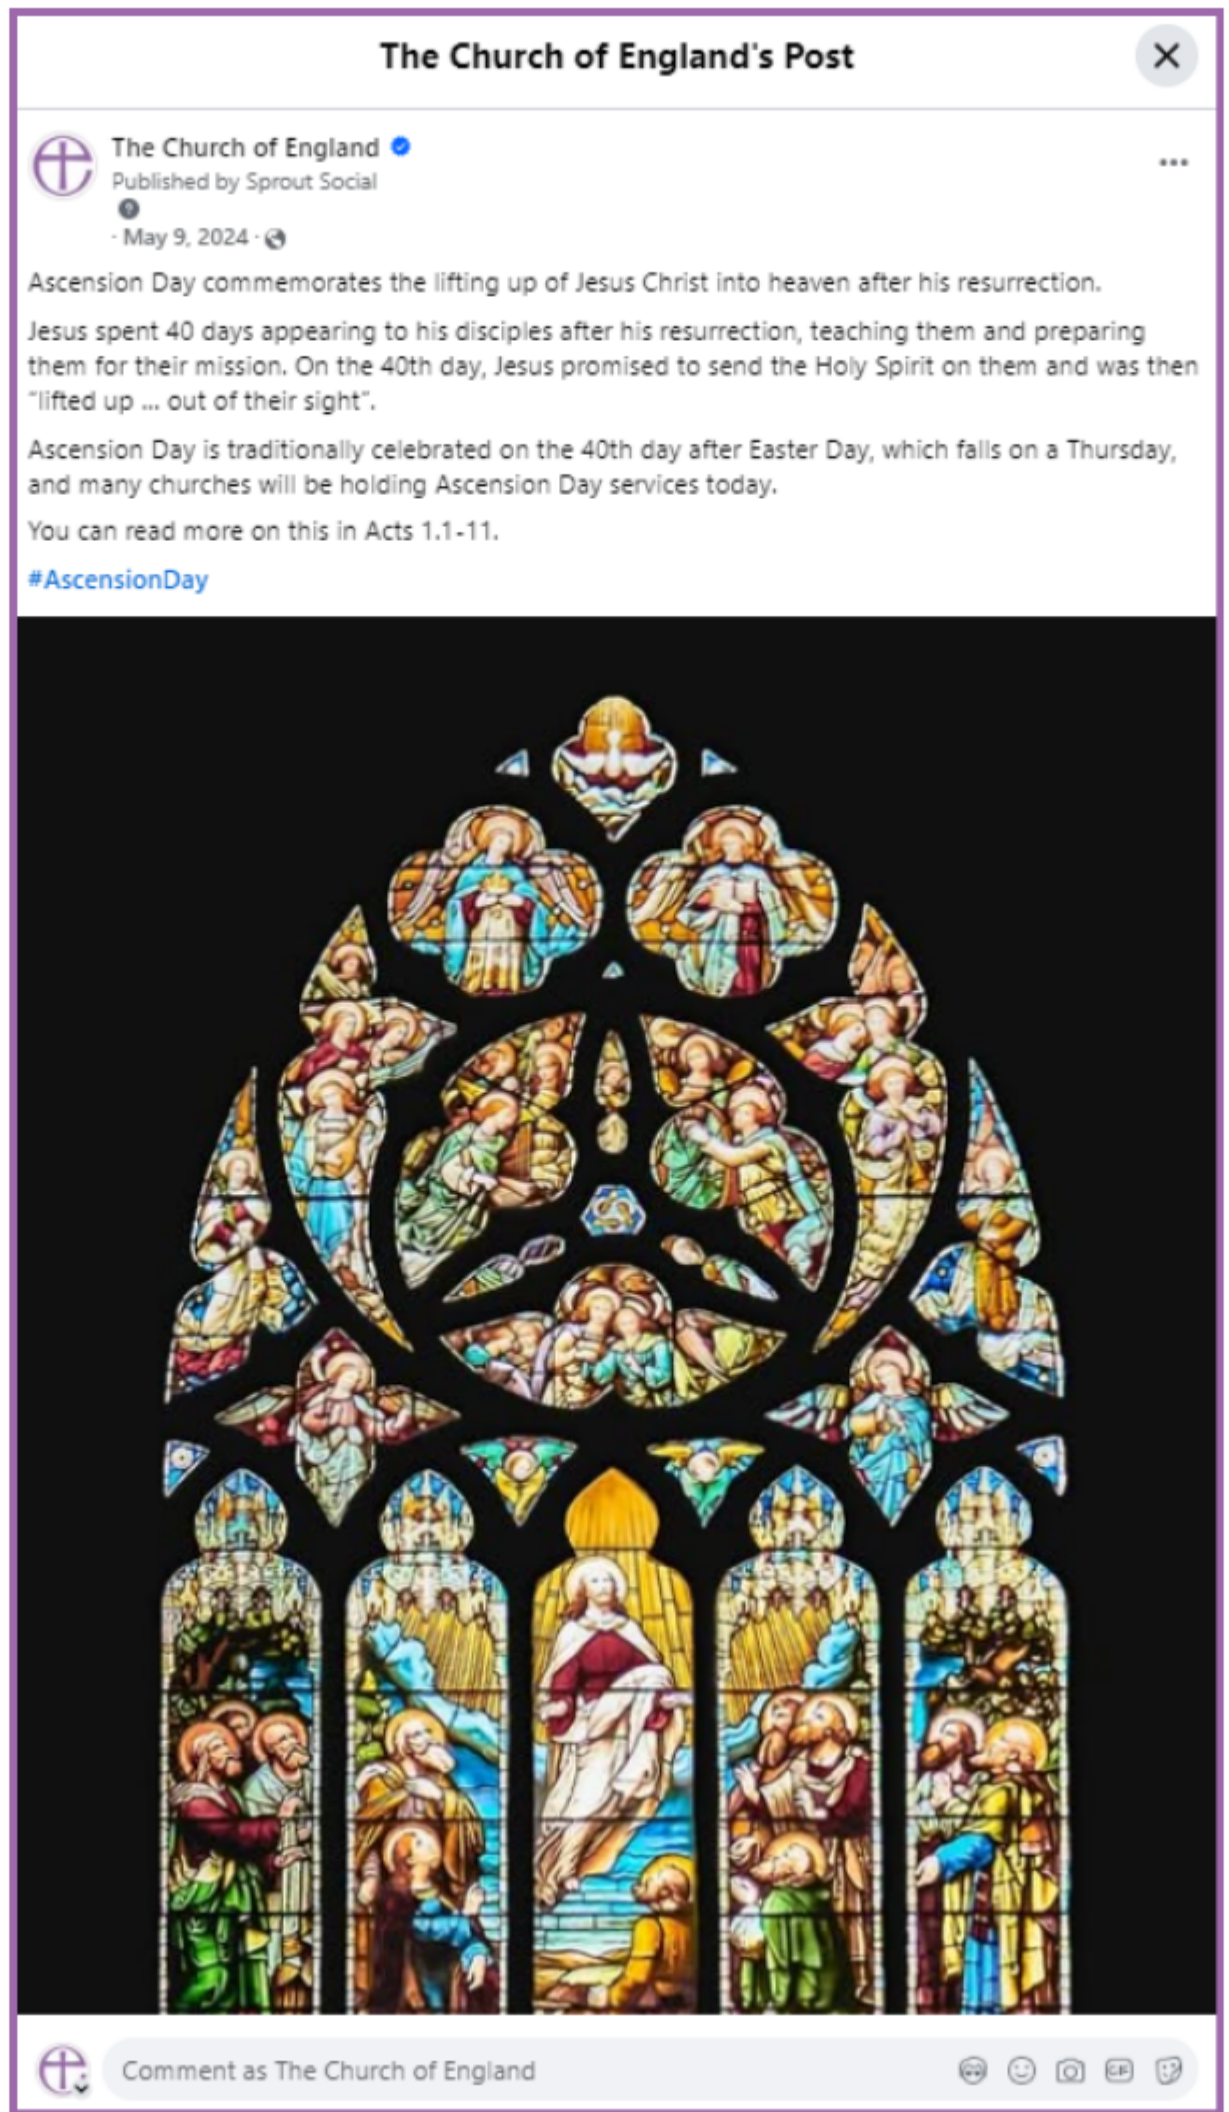 The Church of England's Post
The Church of England
Published by Sprout Social
· May 9, 2024 ·
Ascension Day commemorates the lifting up of Jesus Christ into heaven after his resurrection.
Jesus spent 40 days appearing to his disciples after his resurrection, teaching them and preparing
them for their mission. On the 40th day, Jesus promised to send the Holy Spirit on them and was then
"lifted up ... out of their sight".
Ascension Day is traditionally celebrated on the 40th day after Easter Day, which falls on a Thursday,
and many churches will be holding Ascension Day services today.
You can read more on this in Acts 1.1-11.
#AscensionDay
Comment as The Church of England
GIF